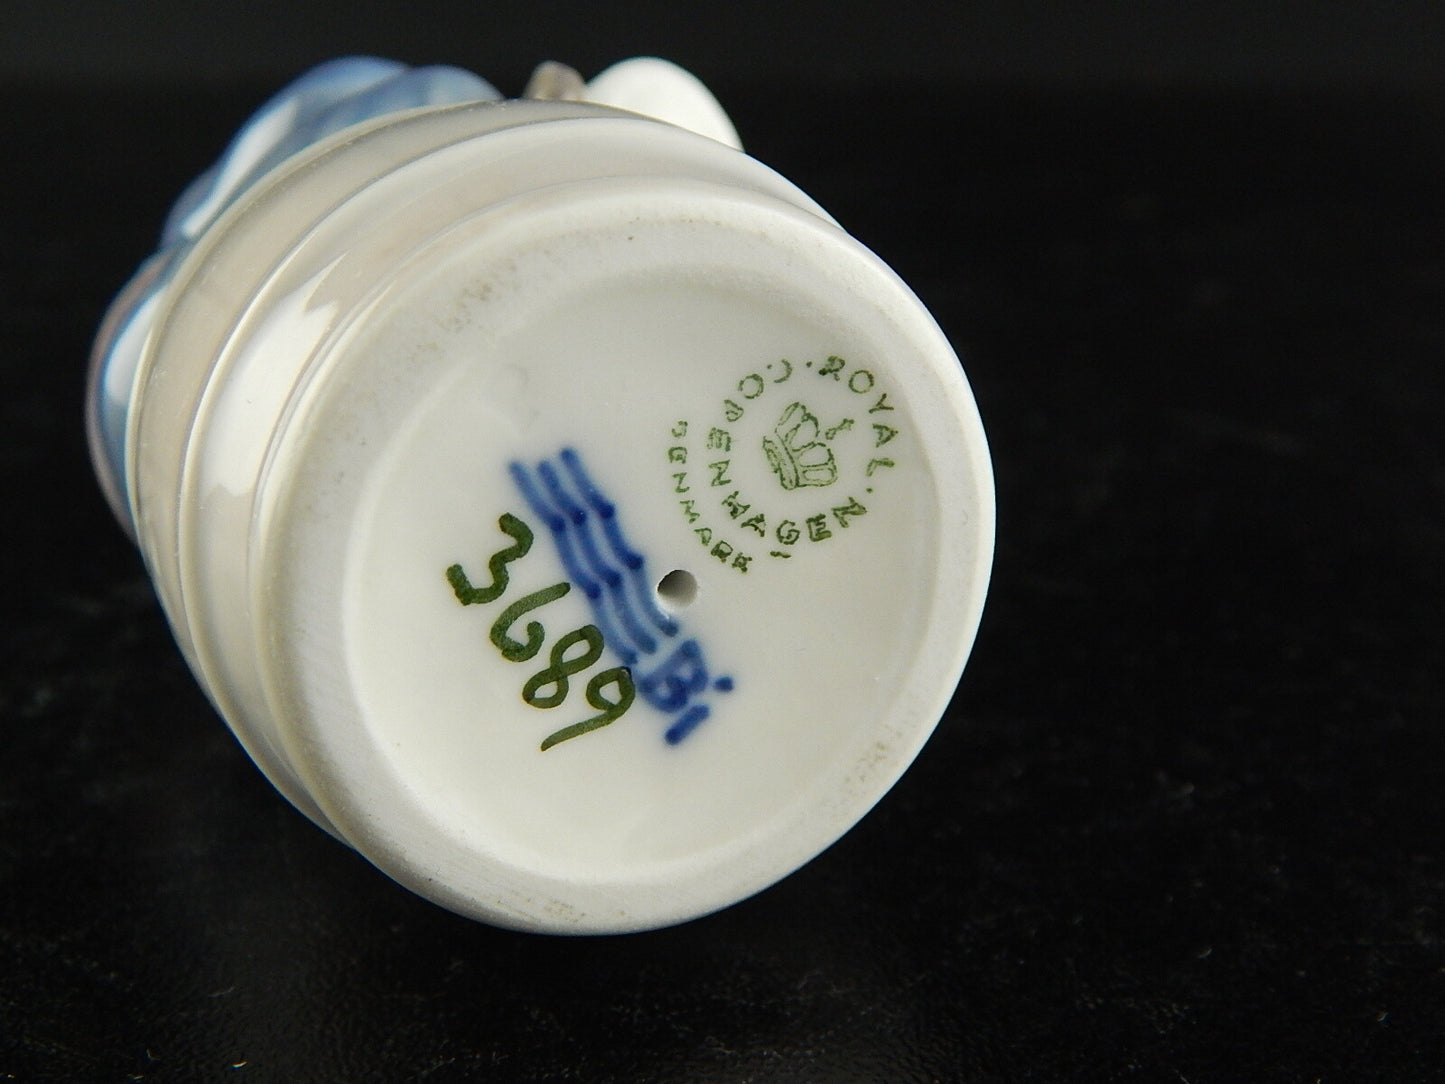 ROYAL
COPENHAGEN
DENMARK
3689